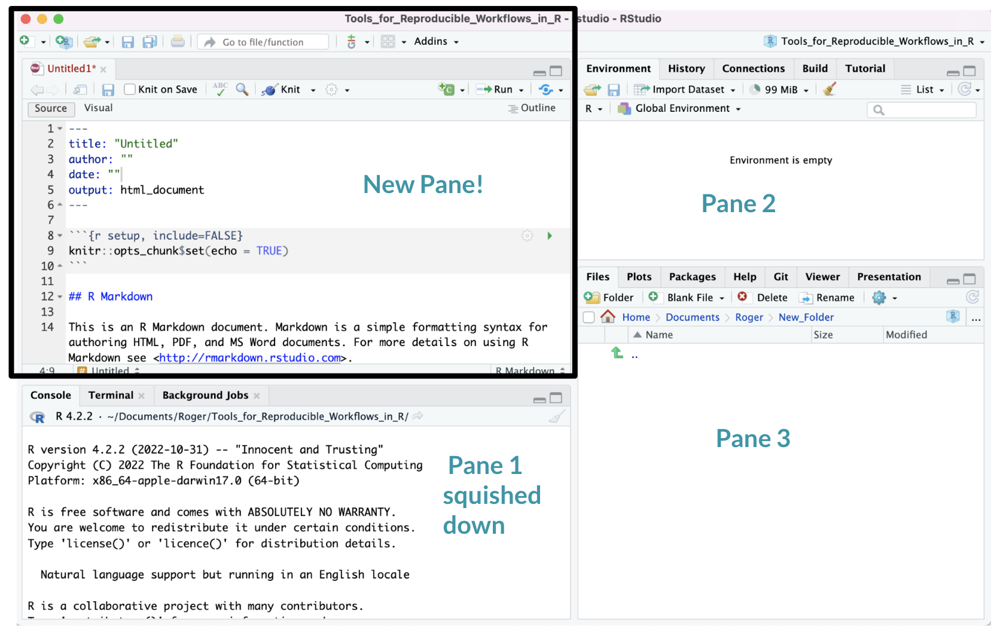 Tools_for_Reproducible_Workflows_in_R - studio - RStudio
Go to file/function
Addins
Tools_for_Reproducible_Workflows_in_R
Untitled1*
Knit on Save
ABC
Knit
Run
Source
Visual
Outline
1 ---
2 title: "Untitled"
3 author: ""
4 date: ""
5 output: html_document
6 ---
7
8 ```{r setup, include=FALSE}
9 knitr::opts_chunk$set(echo = TRUE)
10 ```
11
12 ## R Markdown
13
14 This is an R Markdown document. Markdown is a simple formatting syntax for
authoring HTML, PDF, and MS Word documents. For more details on using R
Markdown see <http://rmarkdown.rstudio.com>.
4:9 # Untitled R Markdown
New Pane!
Console Terminal Background Jobs
R 4.2.2 · ~/Documents/Roger/Tools_for_Reproducible_Workflows_in_R/
R version 4.2.2 (2022-10-31) -- "Innocent and Trusting"
Copyright (C) 2022 The R Foundation for Statistical Computing
Platform: x86_64-apple-darwin17.0 (64-bit)
R is free software and comes with ABSOLUTELY NO WARRANTY.
You are welcome to redistribute it under certain conditions.
Type 'license()' or 'licence()' for distribution details.
Natural language support but running in an English locale
R is a collaborative project with many contributors.
Pane 1
squished
down
Environment History Connections Build Tutorial
Import Dataset 99 MiB List
R Global Environment
Environment is empty
Pane 2
Files Plots Packages Help Git Viewer Presentation
Folder Blank File Delete Rename
Home Documents Roger New_Folder R ...
Name Size Modified
..
Pane 3